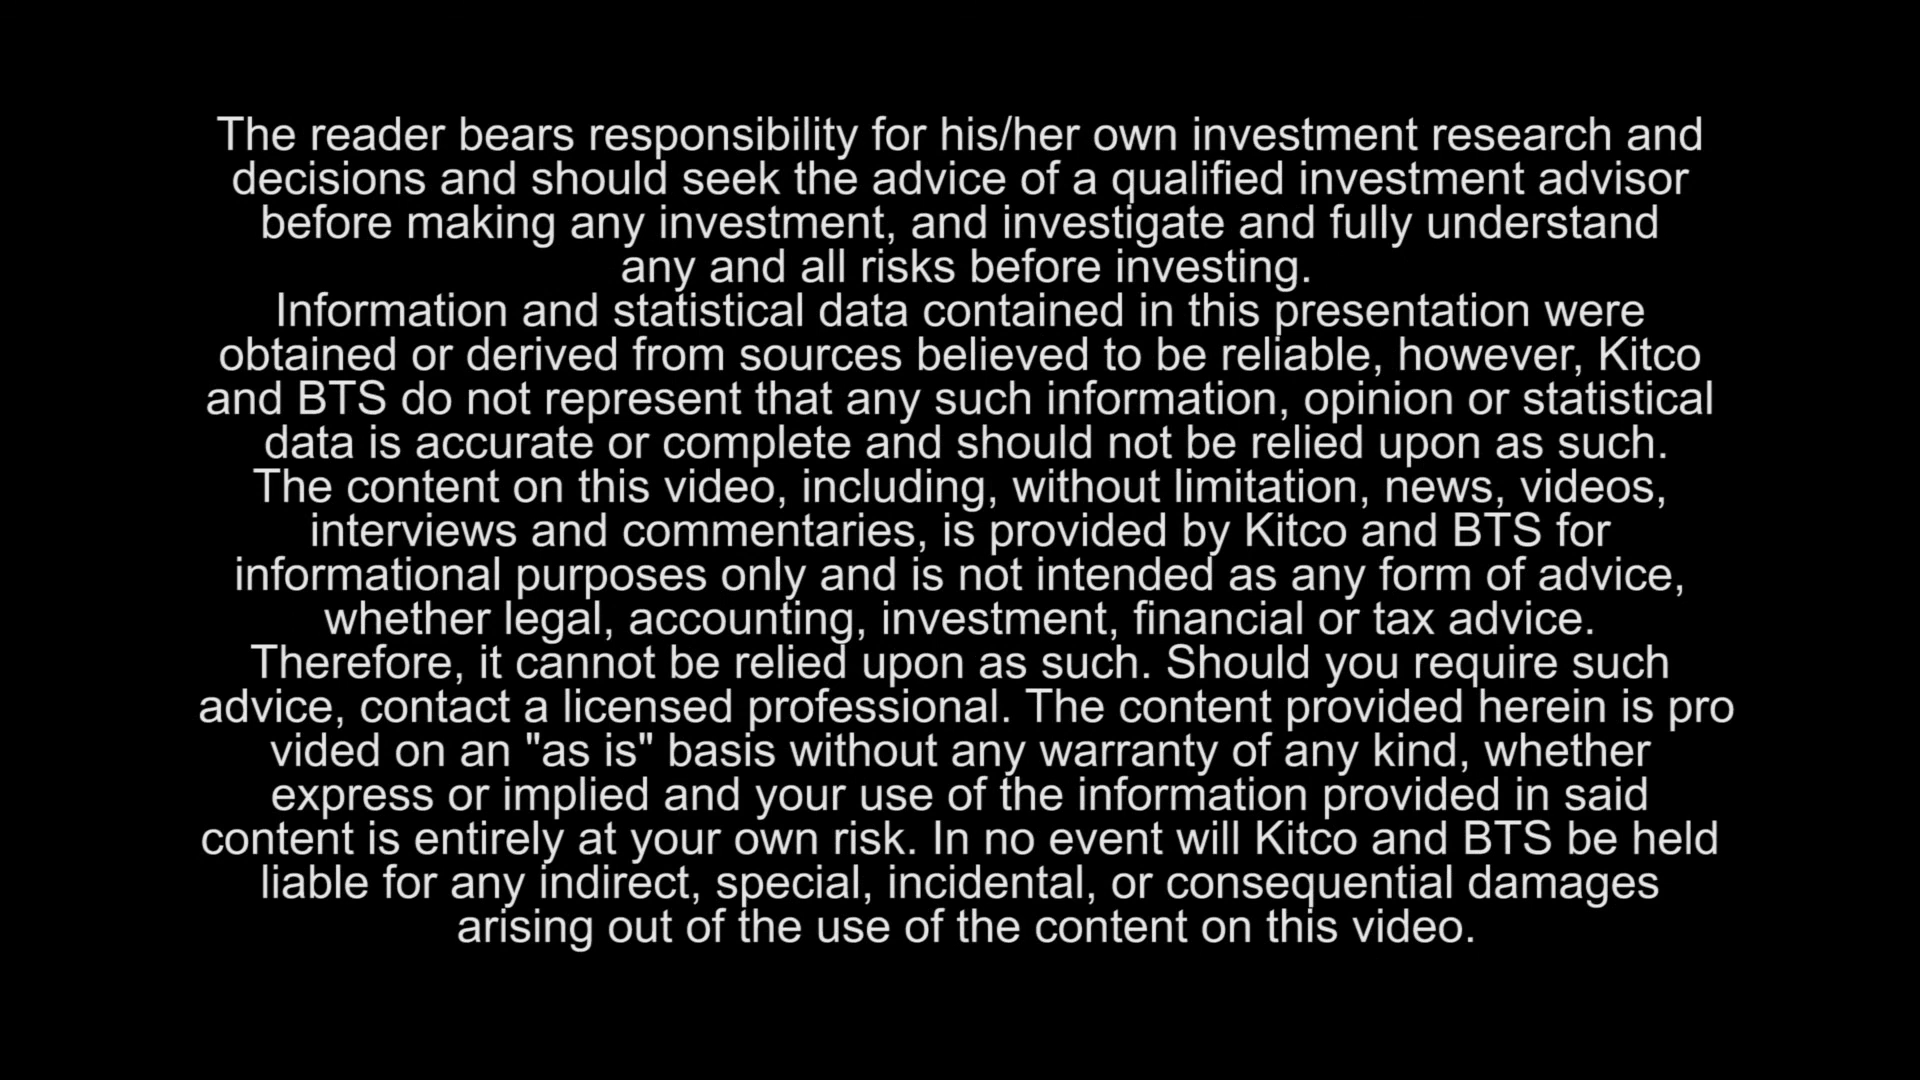 The reader bears responsibility for his/her own investment research and
decisions and should seek the advice of a qualified investment advisor
before making any investment, and investigate and fully understand
any and all risks before investing.
Information and statistical data contained in this presentation were
obtained or derived from sources believed to be reliable, however, Kitco
and BTS do not represent that any such information, opinion or statistical
data is accurate or complete and should not be relied upon as such.
The content on this video, including, without limitation, news, videos,
interviews and commentaries, is provided by Kitco and BTS for
informational purposes only and is not intended as any form of advice,
whether legal, accounting, investment, financial or tax advice.
Therefore, it cannot be relied upon as such. Should you require such
advice, contact a licensed professional. The content provided herein is pro
vided on an "as is" basis without any warranty of any kind, whether
express or implied and your use of the information provided in said
content is entirely at your own risk. In no event will Kitco and BTS be held
liable for any indirect, special, incidental, or consequential damages
arising out of the use of the content on this video.